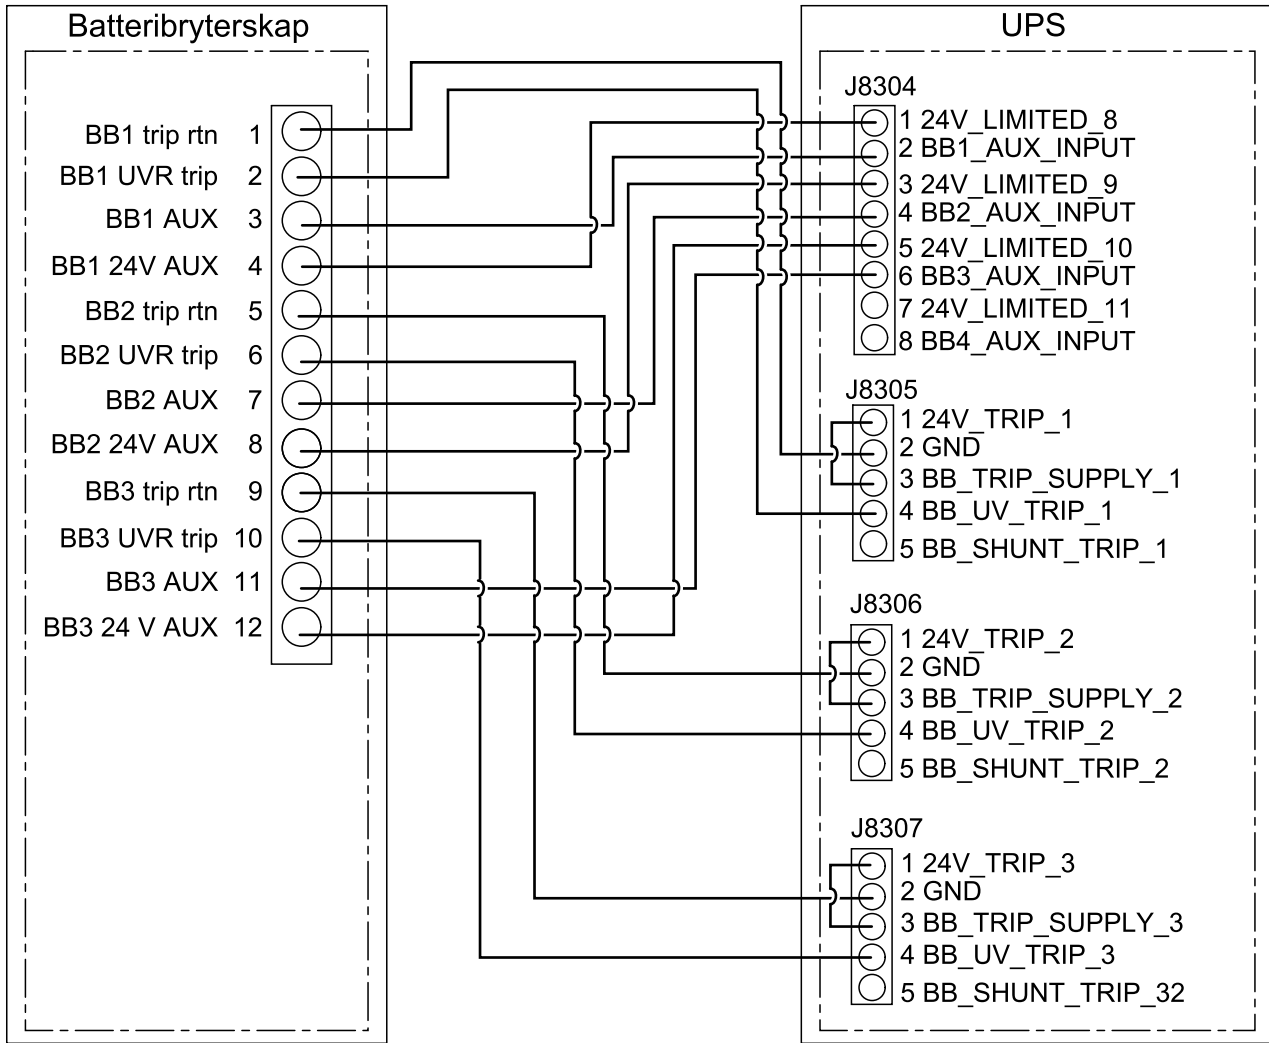 Batteribryterskap
BB1 trip rtn 1
BB1 UVR trip 2
BB1 AUX 3
BB1 24V AUX 4
BB2 trip rtn 5
BB2 UVR trip 6
BB2 AUX 7
BB2 24V AUX 8
BB3 trip rtn 9
BB3 UVR trip 10
BB3 AUX 11
BB3 24 V AUX 12
UPS
J8304
1 24V_LIMITED_8
2 BB1_AUX_INPUT
3 24V_LIMITED_9
4 BB2_AUX_INPUT
5 24V_LIMITED_10
6 BB3_AUX_INPUT
7 24V_LIMITED_11
8 BB4_AUX_INPUT
J8305
1 24V_TRIP_1
2 GND
3 BB_TRIP_SUPPLY_1
4 BB_UV_TRIP_1
5 BB_SHUNT_TRIP_1
J8306
1 24V_TRIP_2
2 GND
3 BB_TRIP_SUPPLY_2
4 BB_UV_TRIP_2
5 BB_SHUNT_TRIP_2
J8307
1 24V_TRIP_3
2 GND
3 BB_TRIP_SUPPLY_3
4 BB_UV_TRIP_3
5 BB_SHUNT_TRIP_32